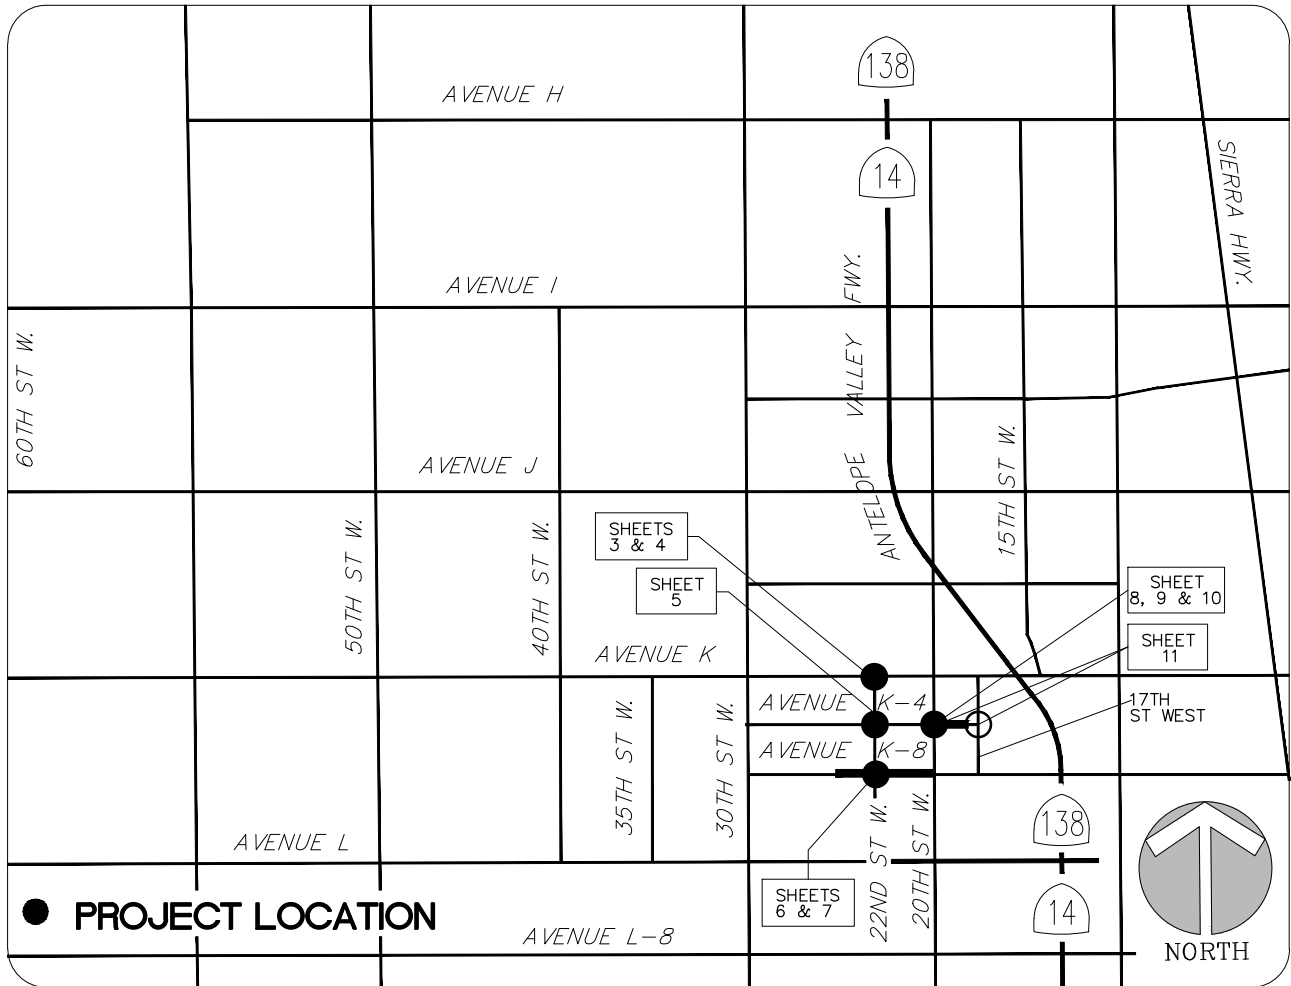 138
AVENUE H
14
SIERRA HWY.
AVENUE I
ANTELOPE VALLEY FWY.
60TH ST W.
AVENUE J
15TH ST W.
50TH ST W.
40TH ST W.
SHEETS
3 & 4
SHEET
5
SHEET
8, 9 & 10
SHEET
11
AVENUE K
AVENUE K-4
17TH
ST WEST
35TH ST W.
30TH ST W.
AVENUE K-8
22ND ST W.
20TH ST W.
138
AVENUE L
SHEETS
6 & 7
14
PROJECT LOCATION
AVENUE L-8
NORTH